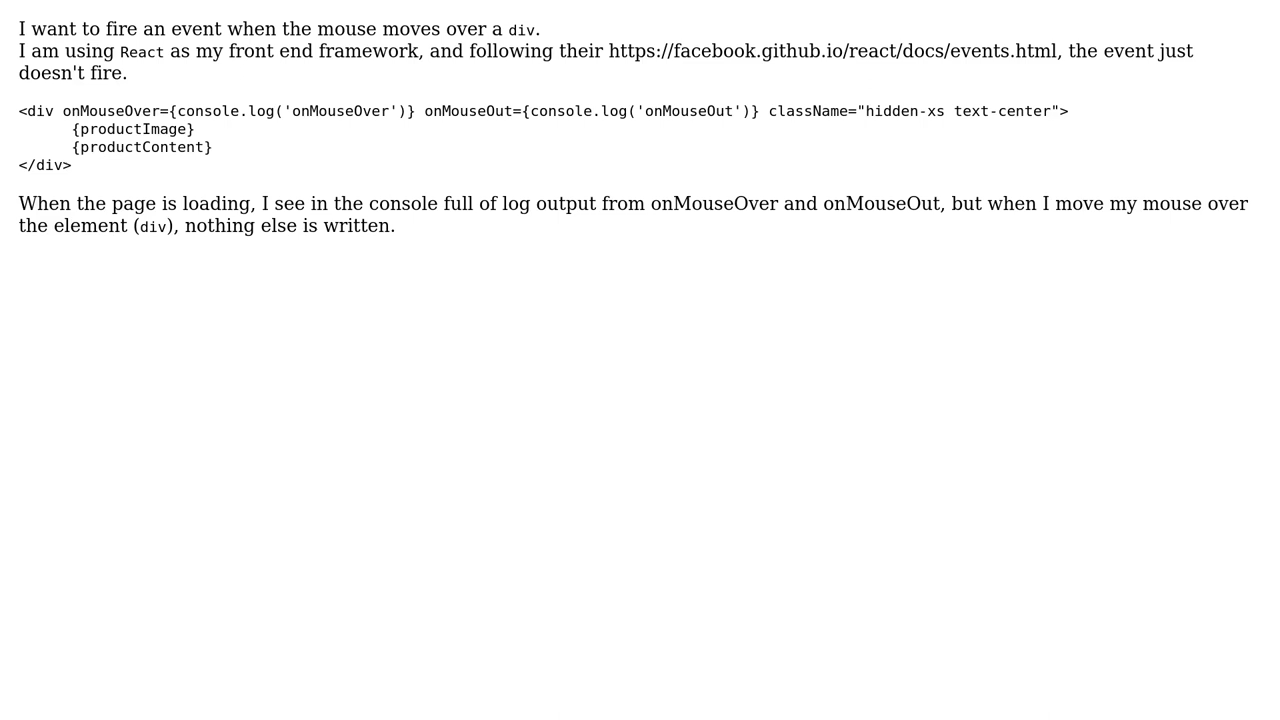 I want to fire an event when the mouse moves over a div.
I am using React as my front end framework, and following their https://facebook.github.io/react/docs/events.html, the event just
doesn't fire.
<div onMouseOver={console.log('onMouseOver')} onMouseOut={console.log('onMouseOut')} className="hidden-xs text-center">
      {productImage}
      {productContent}
</div>
When the page is loading, I see in the console full of log output from onMouseOver and onMouseOut, but when I move my mouse over
the element (div), nothing else is written.